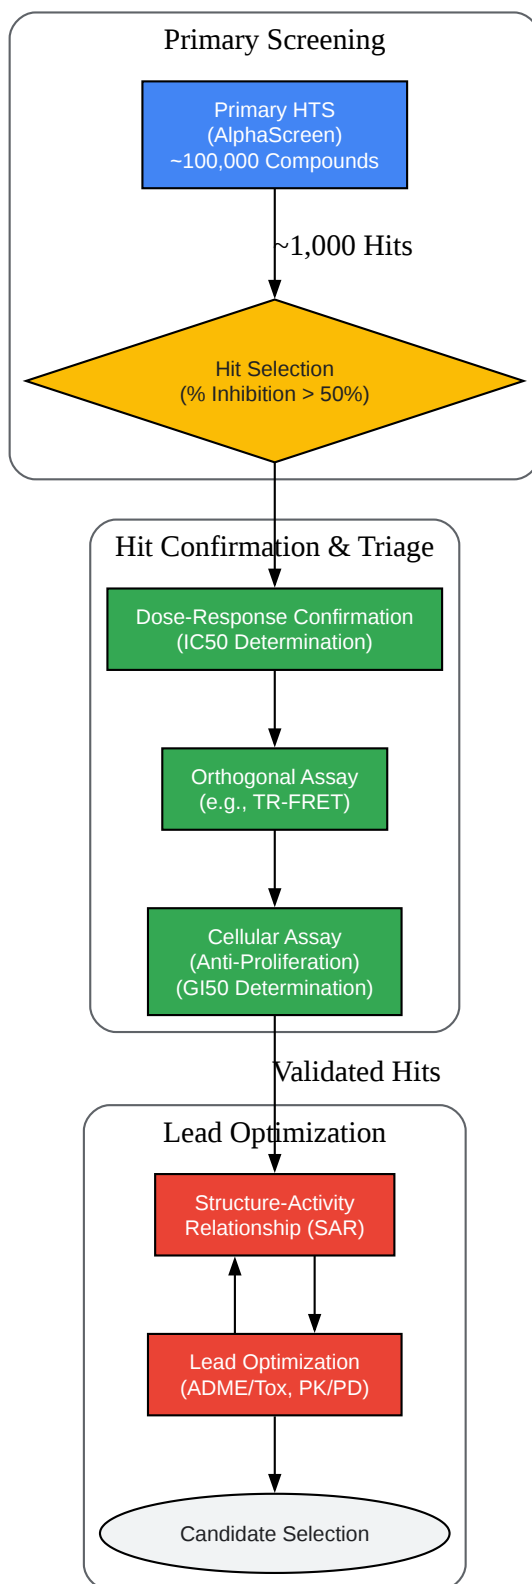 Primary Screening
Primary HTS
(AlphaScreen)
~100,000 Compounds
~1,000 Hits
Hit Selection
(% Inhibition > 50%)
Hit Confirmation & Triage
Dose-Response Confirmation
(IC50 Determination)
Orthogonal Assay
(e.g., TR-FRET)
Cellular Assay
(Anti-Proliferation)
(GI50 Determination)
Validated Hits
Lead Optimization
Structure-Activity
Relationship (SAR)
Lead Optimization
(ADME/Tox, PK/PD)
Candidate Selection